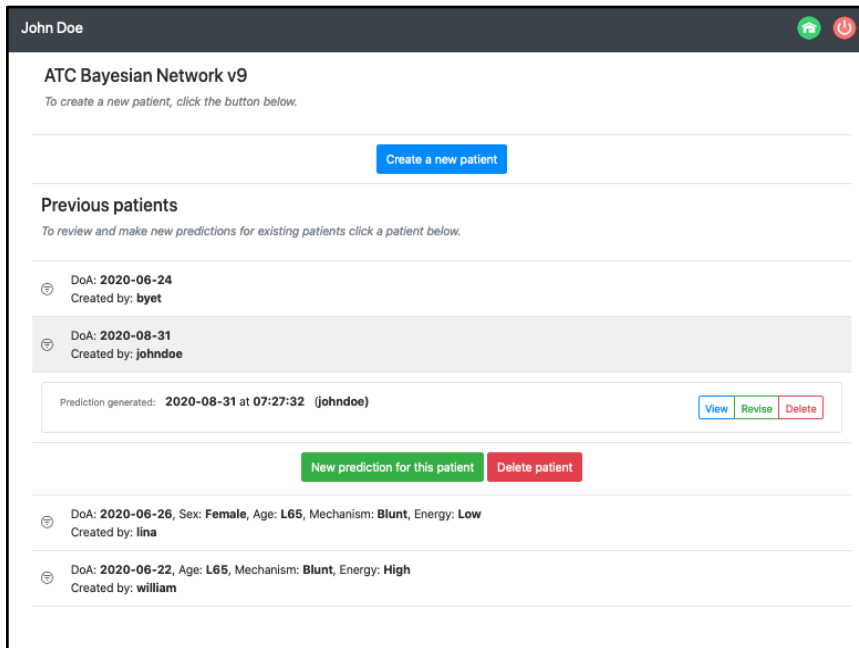 John Doe
ATC Bayesian Network v9
To create a new patient, click the button below.
Create a new patient
Previous patients
To review and make new predictions for existing patients click a patient below.
DoA: 2020-06-24
Created by: byet
DoA: 2020-08-31
Created by: johndoe
Prediction generated: 2020-08-31 at 07:27:32 (johndoe) View Revise Delete
New prediction for this patient Delete patient
DoA: 2020-06-26, Sex: Female, Age: L65, Mechanism: Blunt, Energy: Low
Created by: lina
DoA: 2020-06-22, Age: L65, Mechanism: Blunt, Energy: High
Created by: william